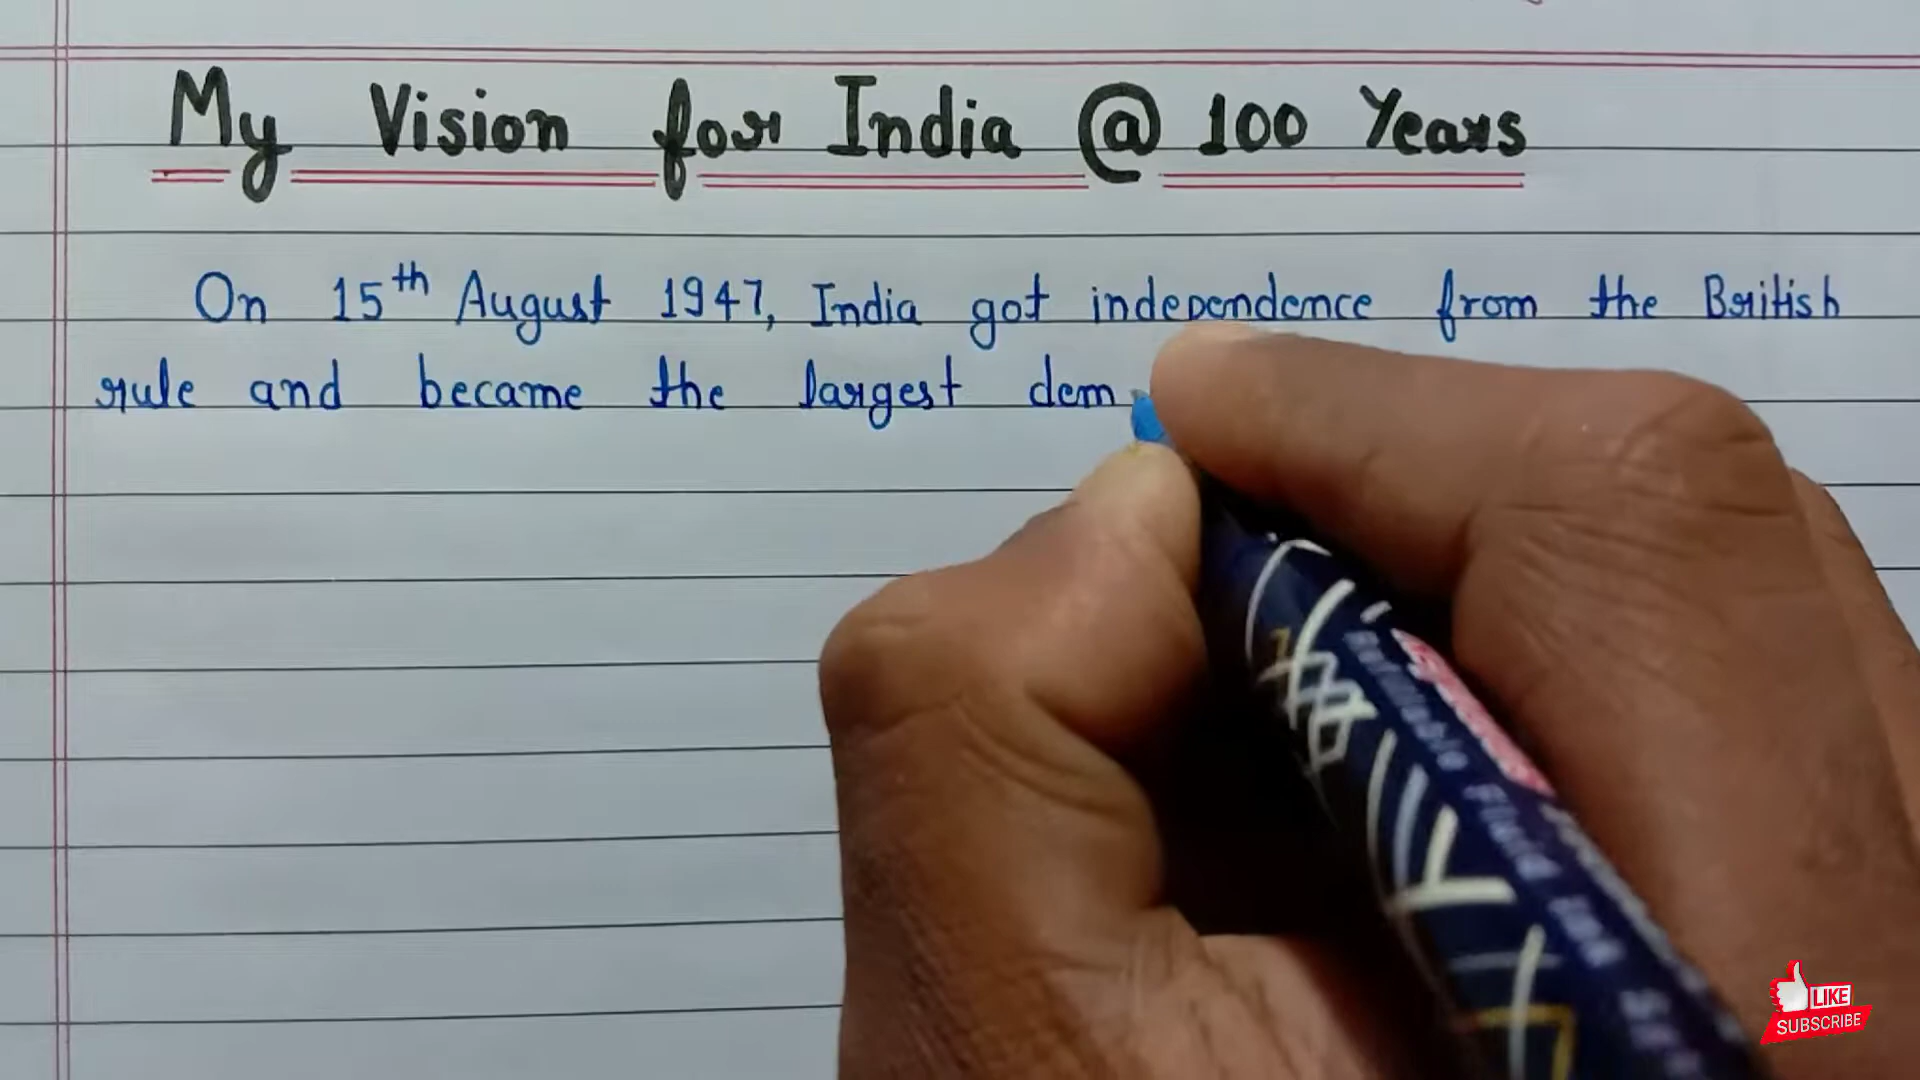 My Vision for India @ 100 Years
On 15th August 1947, India got independence from the British
rule and became the largest dem
LIKE
SUBSCRIBE